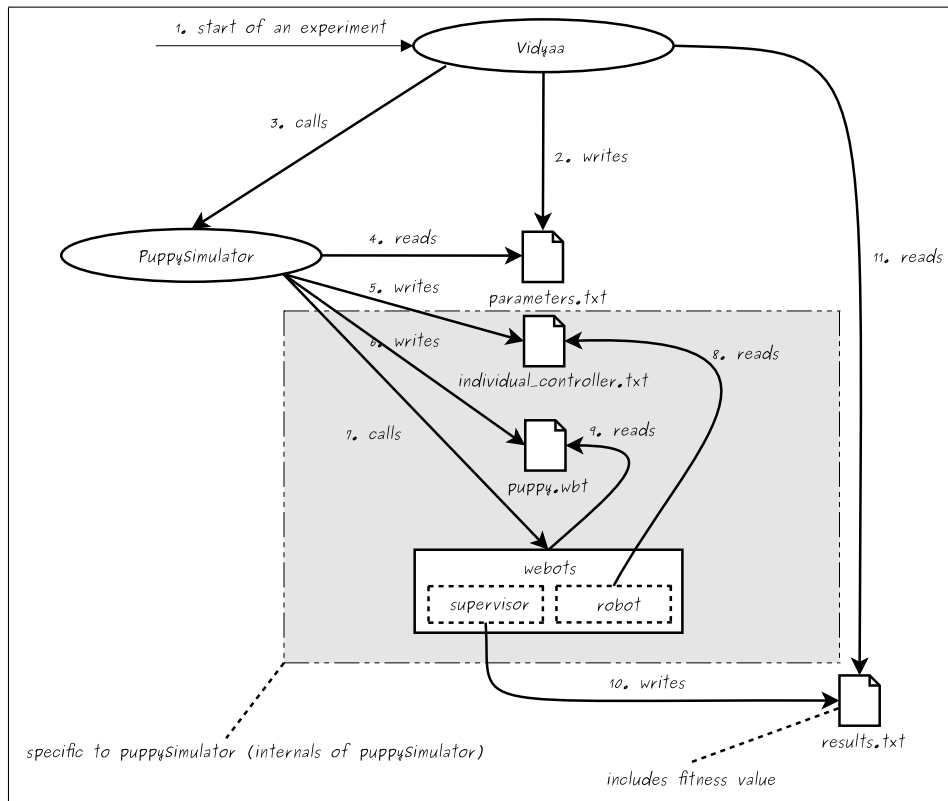 1. start of an experiment
Vidyaa
3. calls
2. writes
4. reads
PuppySimulator
11. reads
5. writes
parameters.txt
6. writes
8. reads
individual_controller.txt
7. calls
9. reads
puppy.wbt
webots
supervisor
robot
10. writes
results.txt
specific to puppySimulator (internals of puppySimulator)
includes fitness value